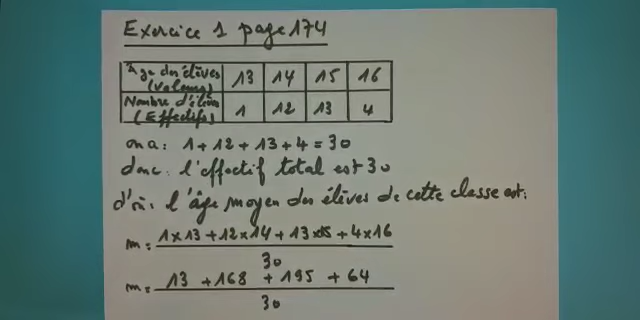 Exercice 1 page 174
Âge des élèves (Valeurs) 13 14 15 16
Nombre d'élèves (Effectifs) 1 12 13 4
on a: 1+12+13+4=30
donc: l'effectif total est 30
d'où: l'âge moyen des élèves de cette classe est:
m= 1×13+12×14+13×15+4×16
30
m= 13 +168 +195 +64
30